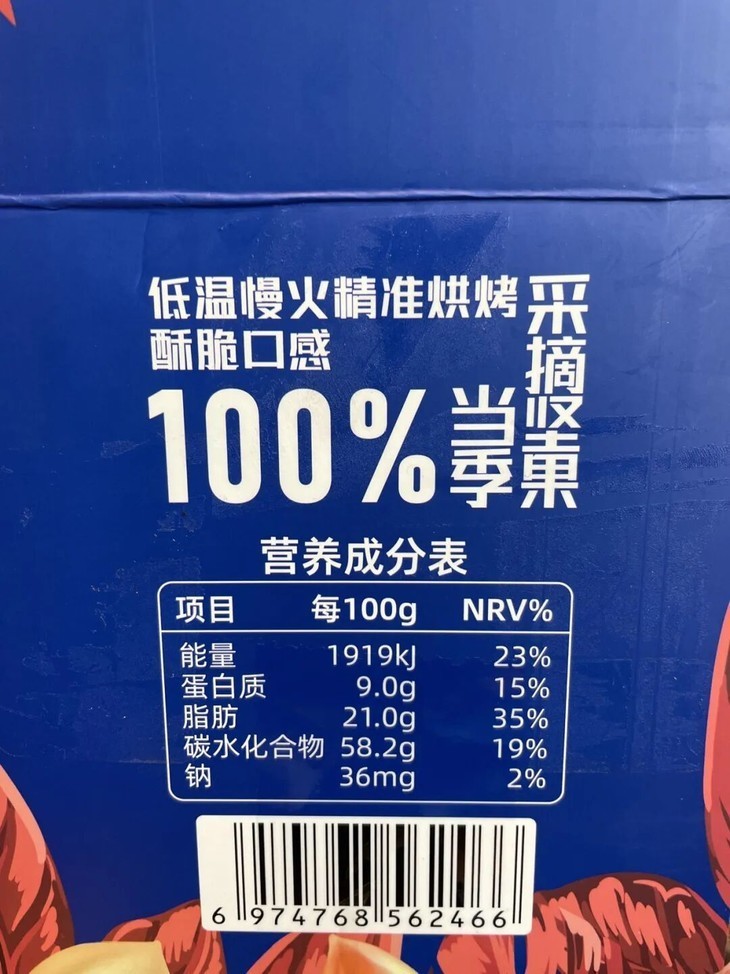 低温慢火精准烘烤
酥脆口感
100%当季
采摘坚果
营养成分表
项目 每100g NRV%
能量 1919kJ 23%
蛋白质 9.0g 15%
脂肪 21.0g 35%
碳水化合物 58.2g 19%
钠 36mg 2%
6 974768 562466